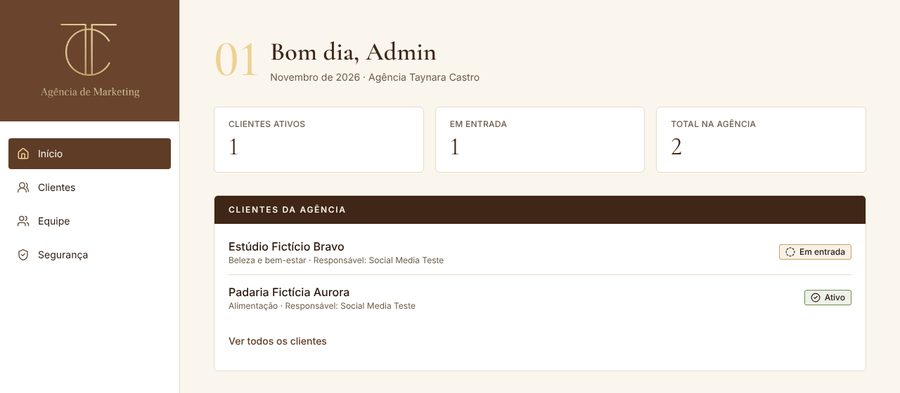 TC
Agência de Marketing
Início
Clientes
Equipe
Segurança
01
Bom dia, Admin
Novembro de 2026 · Agência Taynara Castro
CLIENTES ATIVOS
1
EM ENTRADA
1
TOTAL NA AGÊNCIA
2
CLIENTES DA AGÊNCIA
Estúdio Fictício Bravo
Beleza e bem-estar · Responsável: Social Media Teste
Em entrada
Padaria Fictícia Aurora
Alimentação · Responsável: Social Media Teste
Ativo
Ver todos os clientes